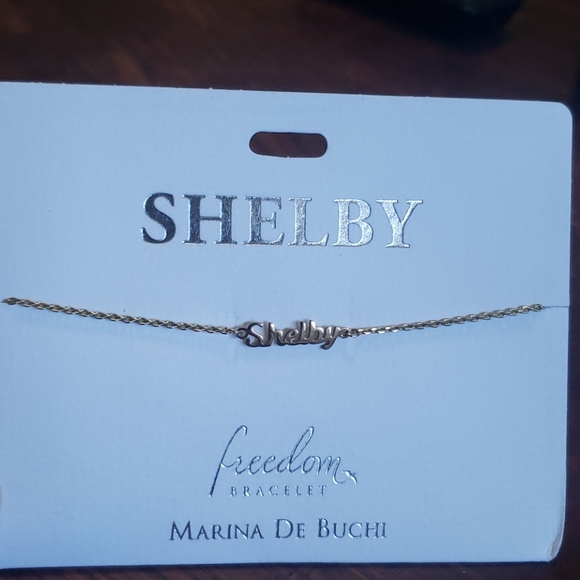 SHELBY
Shelby
freedom
BRACELET
MARINA DE BUCHI